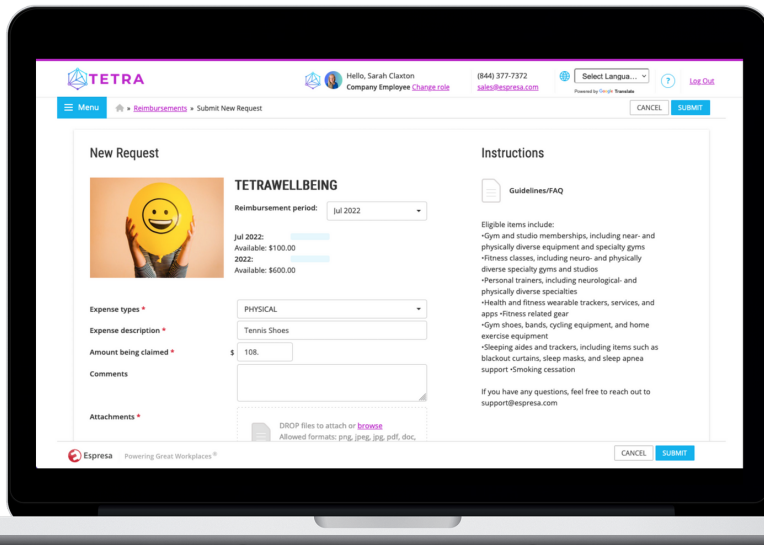 TETRA
Hello, Sarah Claxton
Company Employee Change role
(844) 377-7372
sales@espresa.com
Select Langua...
Powered by Google Translate
?
Log Out
Menu
» Reimbursements » Submit New Request
CANCEL
SUBMIT
New Request
TETRAWELLBEING
Reimbursement period:
Jul 2022
Jul 2022:
Available: $100.00
2022:
Available: $600.00
Expense types *
PHYSICAL
Expense description *
Tennis Shoes
Amount being claimed *
$ 108.
Comments
Attachments *
DROP files to attach or browse
Allowed formats: png, jpeg, jpg, pdf, doc,
Instructions
Guidelines/FAQ
Eligible items include:
•Gym and studio memberships, including near- and
physically diverse equipment and specialty gyms
•Fitness classes, including neuro- and physically
diverse specialty gyms and studios
•Personal trainers, including neurological- and
physically diverse specialties
•Health and fitness wearable trackers, services, and
apps •Fitness related gear
•Gym shoes, bands, cycling equipment, and home
exercise equipment
•Sleeping aides and trackers, including items such as
blackout curtains, sleep masks, and sleep apnea
support •Smoking cessation
If you have any questions, feel free to reach out to
support@espresa.com
Espresa
Powering Great Workplaces®
CANCEL
SUBMIT